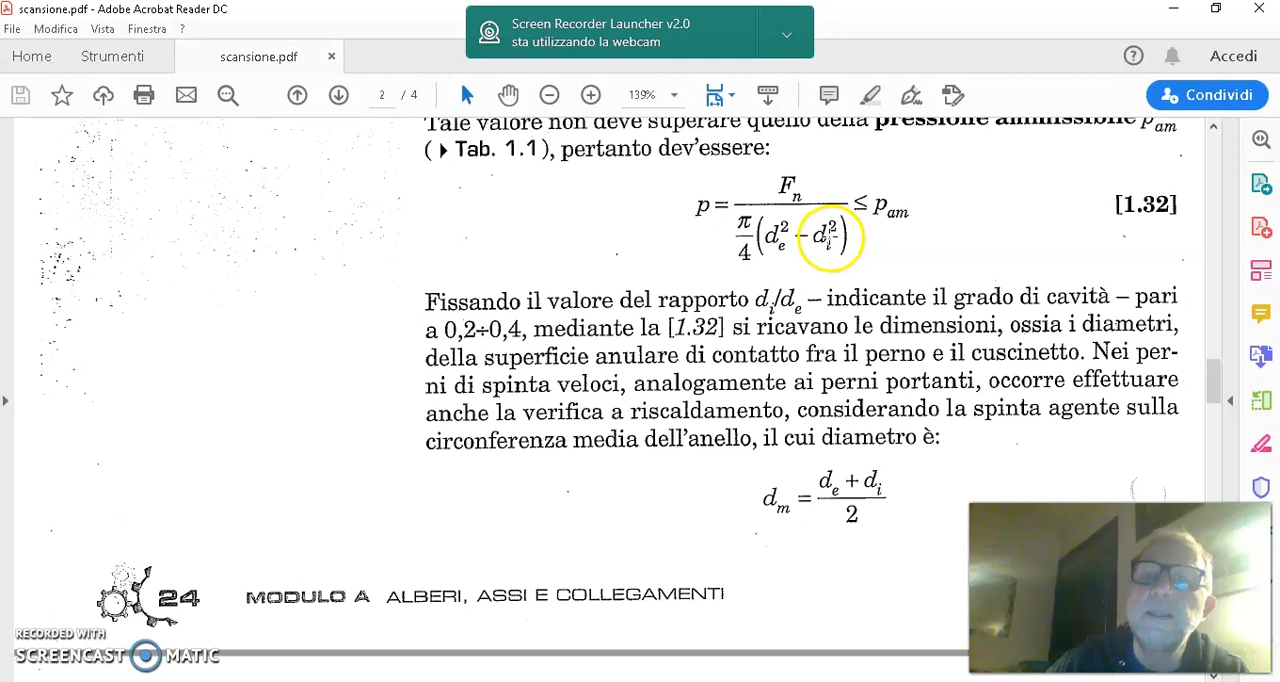 scansione.pdf - Adobe Acrobat Reader DC
File Modifica Vista Finestra ?
Screen Recorder Launcher v2.0
sta utilizzando la webcam
Home Strumenti scansione.pdf × Accedi
2 / 4 139% Condividi
Tale valore non deve superare quello della pressione ammissibile p_am
(▶Tab. 1.1), pertanto dev'essere:
p = F_n / (π/4 (d_e^2 − d_i^2)) ≤ p_am [1.32]
Fissando il valore del rapporto d_i/d_e – indicante il grado di cavità – pari
a 0,2÷0,4, mediante la [1.32] si ricavano le dimensioni, ossia i diametri,
della superficie anulare di contatto fra il perno e il cuscinetto. Nei per-
ni di spinta veloci, analogamente ai perni portanti, occorre effettuare
anche la verifica a riscaldamento, considerando la spinta agente sulla
circonferenza media dell'anello, il cui diametro è:
d_m = (d_e + d_i) / 2
24 MODULO A ALBERI, ASSI E COLLEGAMENTI
RECORDED WITH
SCREENCAST MATIC